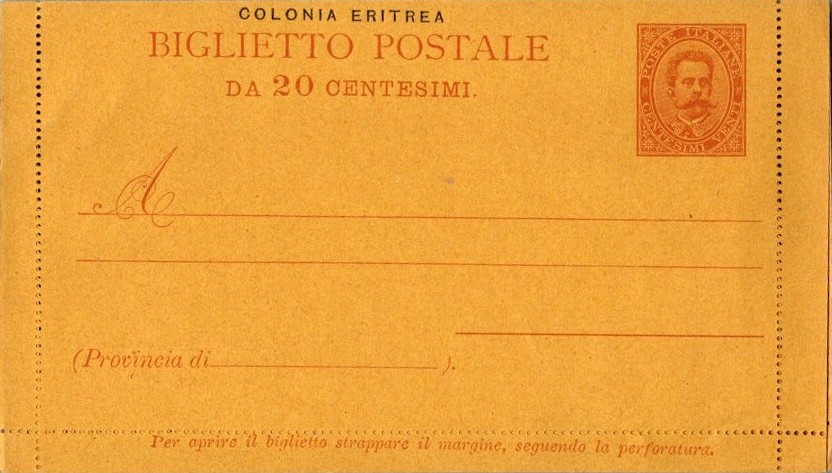 COLONIA ERITREA
BIGLIETTO POSTALE
DA 20 CENTESIMI.
POSTE ITALIANE
CENTESIMI VENTI
A
(Provincia di ).
Per aprire il biglietto strappare il margine, seguendo la perforatura.